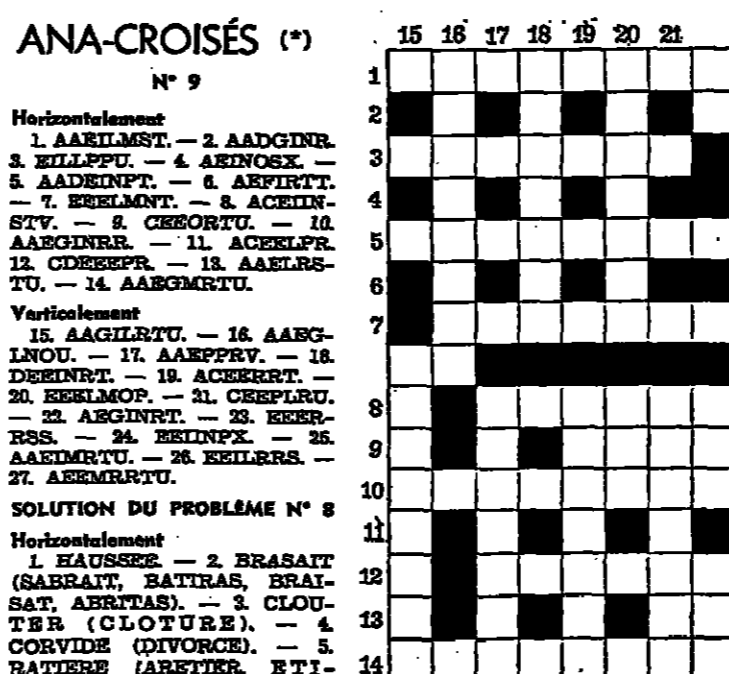 ANA-CROISÉS (*)
N° 9
Horizontalement
1. AAEILMST. — 2. AADGINR.
3. EILLPPU. — 4. AEINOSX. —
5. AADEINPT. — 6. AEFIRTT.
— 7. EEELMNT. — 8. ACEIIN-
STV. — 9. CEEORTU. — 10.
AAEGINRR. — 11. ACEELPR.
12. CDEEEPR. — 13. AAELRS-
TU. — 14. AAEGMRTU.
Verticalement
15. AAGILRTU. — 16. AAEG-
LNOU. — 17. AAEPPRV. — 18.
DEEINRT. — 19. ACEERRT. —
20. EEELMOP. — 21. CEEPLRU.
— 22. AEGINRT. — 23. EEER-
RSS. — 24. EEIINPX. — 25.
AAEIMRTU. — 26. EEILRRS. —
27. AEEMRRTU.
SOLUTION DU PROBLÈME N° 8
Horizontalement
1. HAUSSEE. — 2. BRASAIT
(SABRAIT, BATIRAS, BRAI-
SAT, ABRITAS). — 3. CLOU-
TER (CLOTURE). — 4.
CORVIDE (DIVORCE). — 5.
RATIERE (ARETIER, ETI-
15 16 17 18 19 20 21
1
2
3
4
5
6
7
8
9
10
11
12
13
14